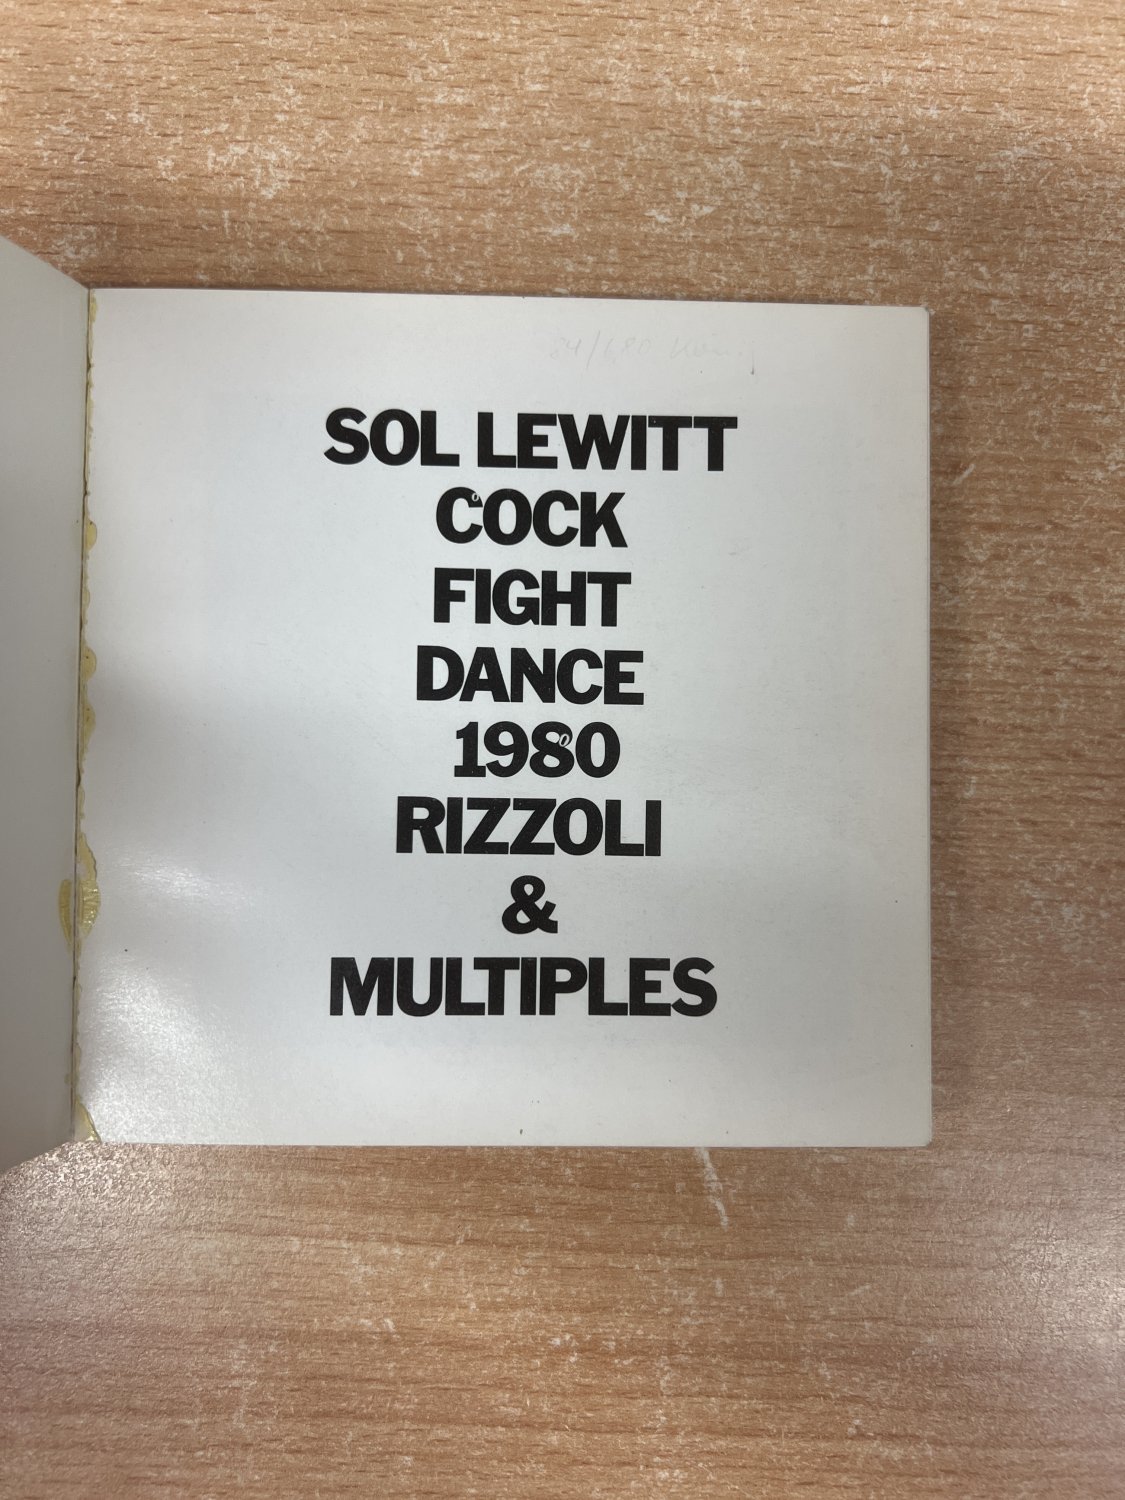 SOL LEWITT
COCK
FIGHT
DANCE
1980
RIZZOLI
&
MULTIPLES